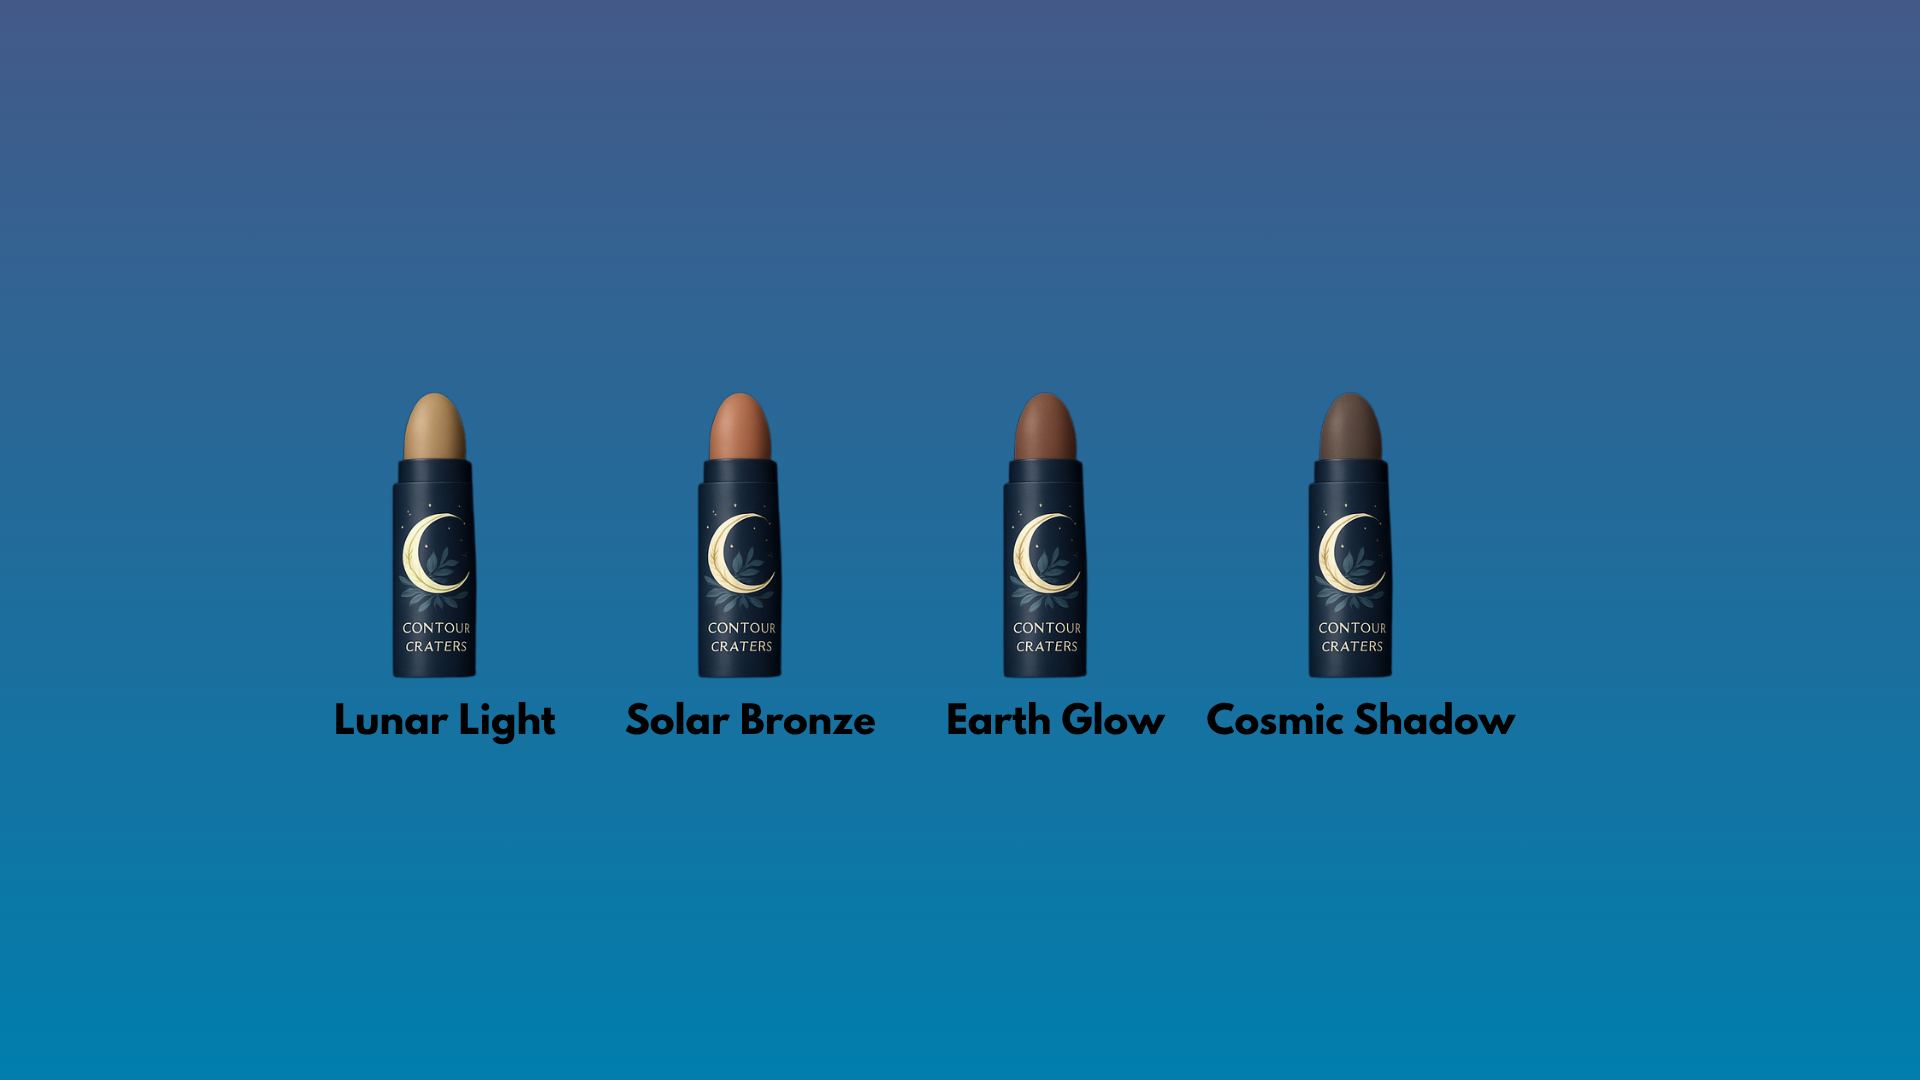 CONTOUR
CRATERS
CONTOUR
CRATERS
CONTOUR
CRATERS
CONTOUR
CRATERS
Lunar Light
Solar Bronze
Earth Glow
Cosmic Shadow